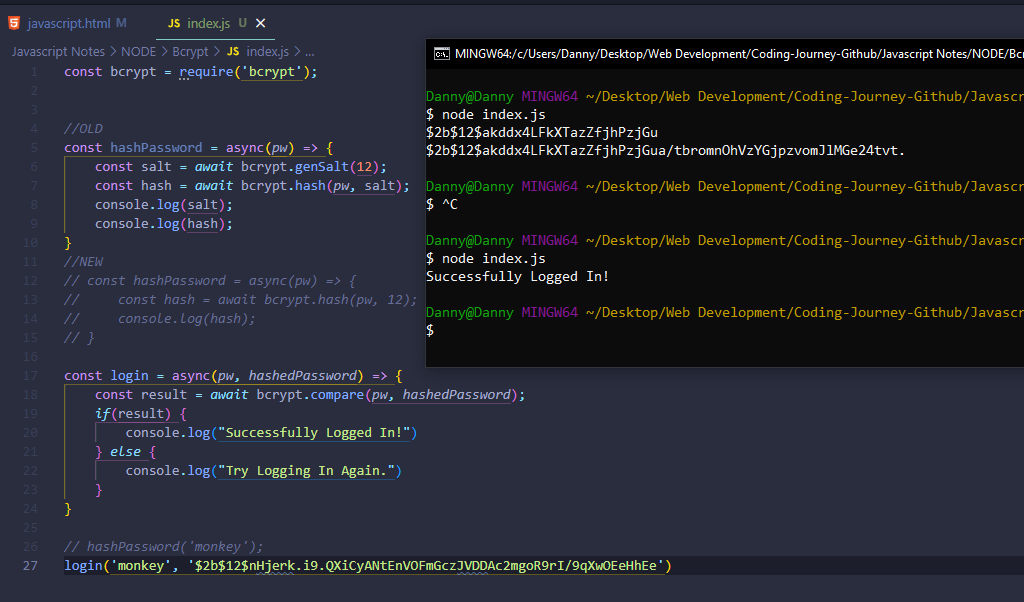 javascript.html M
JS index.js U ×
Javascript Notes > NODE > Bcrypt > JS index.js > ...
1 const bcrypt = require('bcrypt');
2
3
4 //OLD
5 const hashPassword = async(pw) => {
6 const salt = await bcrypt.genSalt(12);
7 const hash = await bcrypt.hash(pw, salt);
8 console.log(salt);
9 console.log(hash);
10 }
11 //NEW
12 // const hashPassword = async(pw) => {
13 // const hash = await bcrypt.hash(pw, 12);
14 // console.log(hash);
15 // }
16
17 const login = async(pw, hashedPassword) => {
18 const result = await bcrypt.compare(pw, hashedPassword);
19 if(result) {
20 console.log("Successfully Logged In!")
21 } else {
22 console.log("Try Logging In Again.")
23 }
24 }
25
26 // hashPassword('monkey');
27 login('monkey', '$2b$12$nHjerk.i9.QXiCyANtEnVOFmGczJVDDAc2mgoR9rI/9qXwOEeHhEe')
MINGW64:/c/Users/Danny/Desktop/Web Development/Coding-Journey-Github/Javascript Notes/NODE/Bcr
Danny@Danny MINGW64 ~/Desktop/Web Development/Coding-Journey-Github/Javascr
$ node index.js
$2b$12$akddx4LFkXTazZfjhPzjGu
$2b$12$akddx4LFkXTazZfjhPzjGua/tbromnOhVzYGjpzvomJlMGe24tvt.
Danny@Danny MINGW64 ~/Desktop/Web Development/Coding-Journey-Github/Javascr
$ ^C
Danny@Danny MINGW64 ~/Desktop/Web Development/Coding-Journey-Github/Javascr
$ node index.js
Successfully Logged In!
Danny@Danny MINGW64 ~/Desktop/Web Development/Coding-Journey-Github/Javascr
$